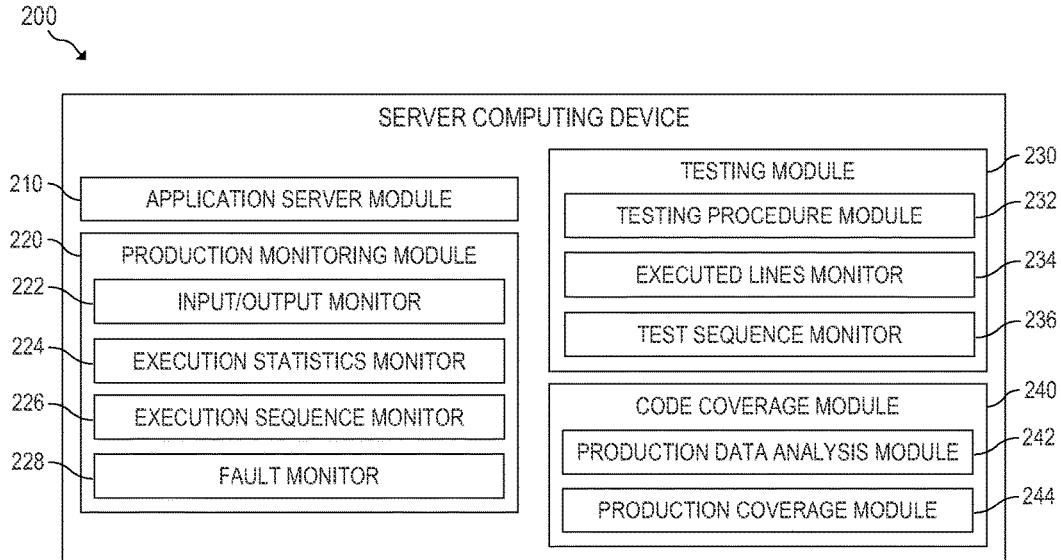 200
SERVER COMPUTING DEVICE
210
APPLICATION SERVER MODULE
220
PRODUCTION MONITORING MODULE
222
INPUT/OUTPUT MONITOR
224
EXECUTION STATISTICS MONITOR
226
EXECUTION SEQUENCE MONITOR
228
FAULT MONITOR
TESTING MODULE
230
TESTING PROCEDURE MODULE
232
EXECUTED LINES MONITOR
234
TEST SEQUENCE MONITOR
236
CODE COVERAGE MODULE
240
PRODUCTION DATA ANALYSIS MODULE
242
PRODUCTION COVERAGE MODULE
244